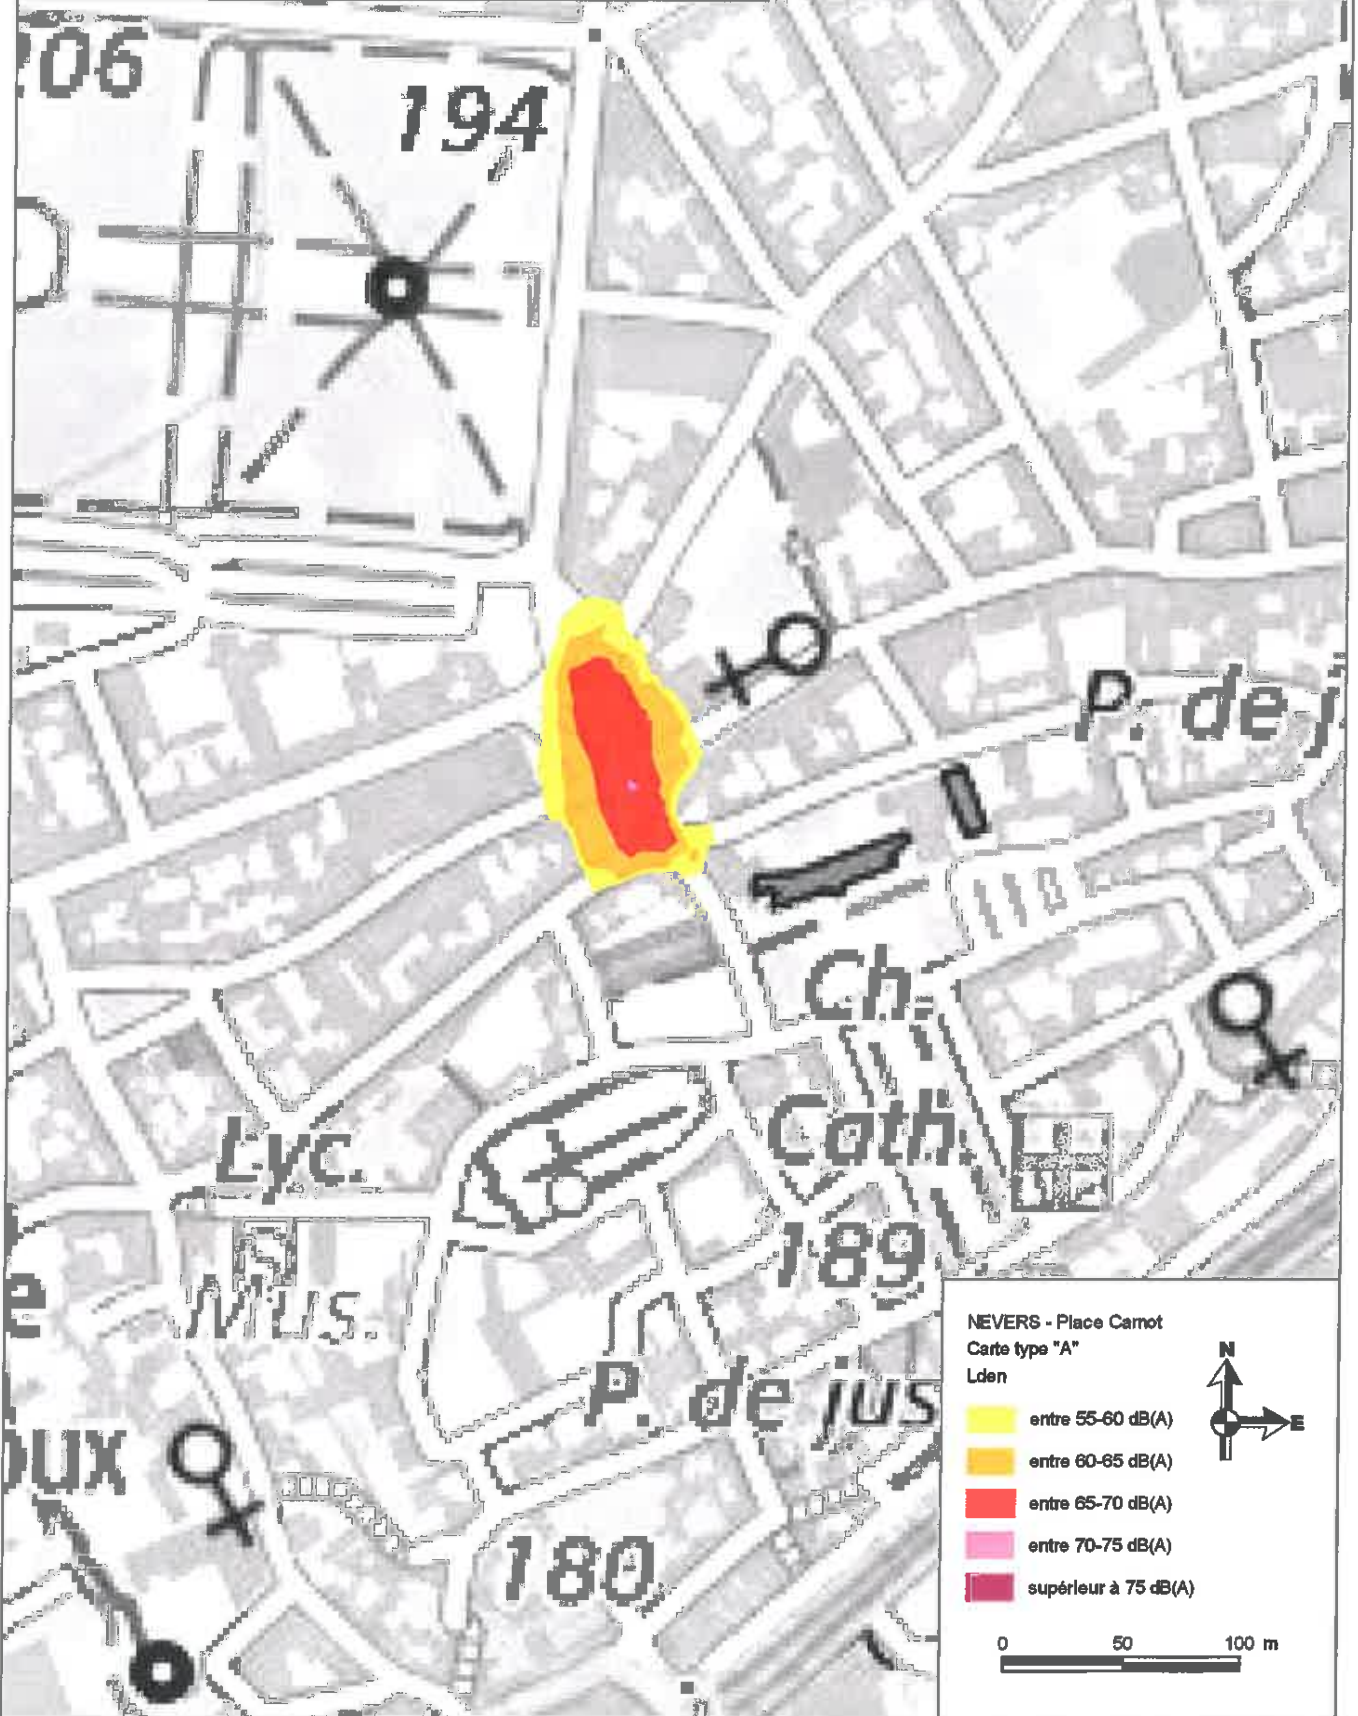 206
194
P. de j
Ch.
Cath.
Lyc.
189
Mus.
e
P. de jus
oux
180
NEVERS - Place Carnot
Carte type "A"
Lden
N
E
entre 55-60 dB(A)
entre 60-65 dB(A)
entre 65-70 dB(A)
entre 70-75 dB(A)
supérieur à 75 dB(A)
0 50 100 m